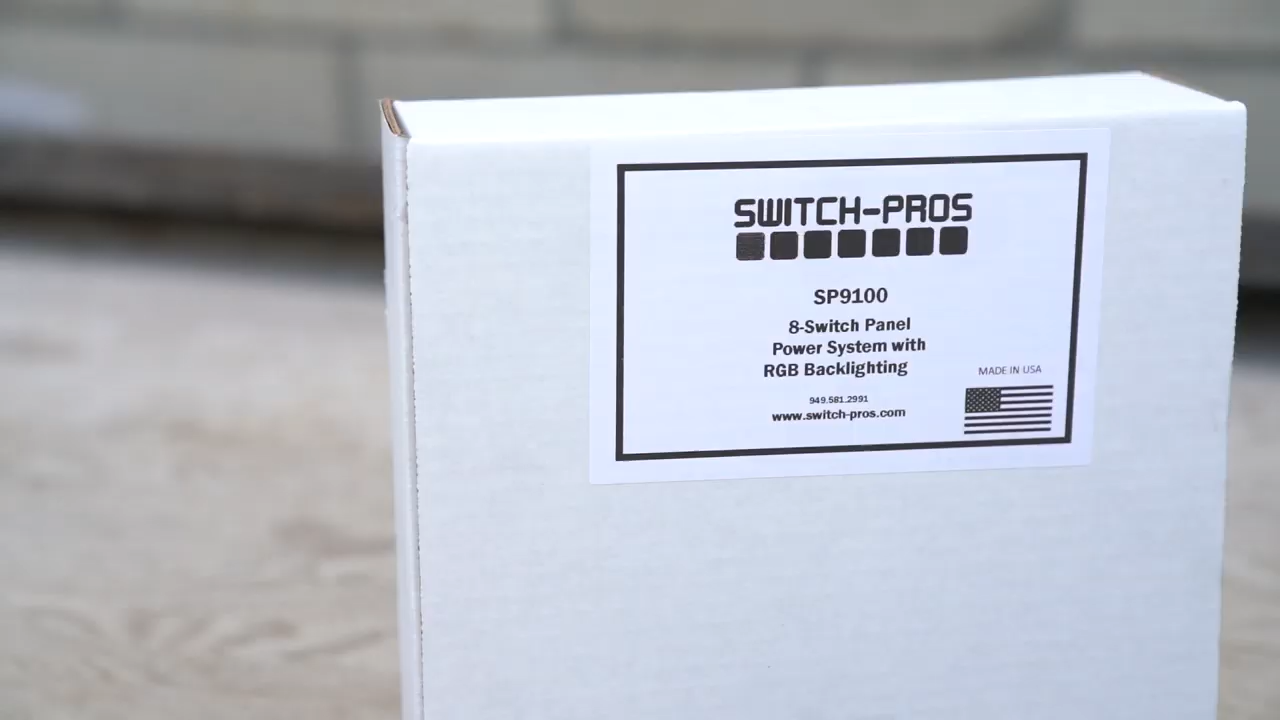 SWITCH-PROS
SP9100
8-Switch Panel
Power System with
RGB Backlighting
949.581.2991
www.switch-pros.com
MADE IN USA